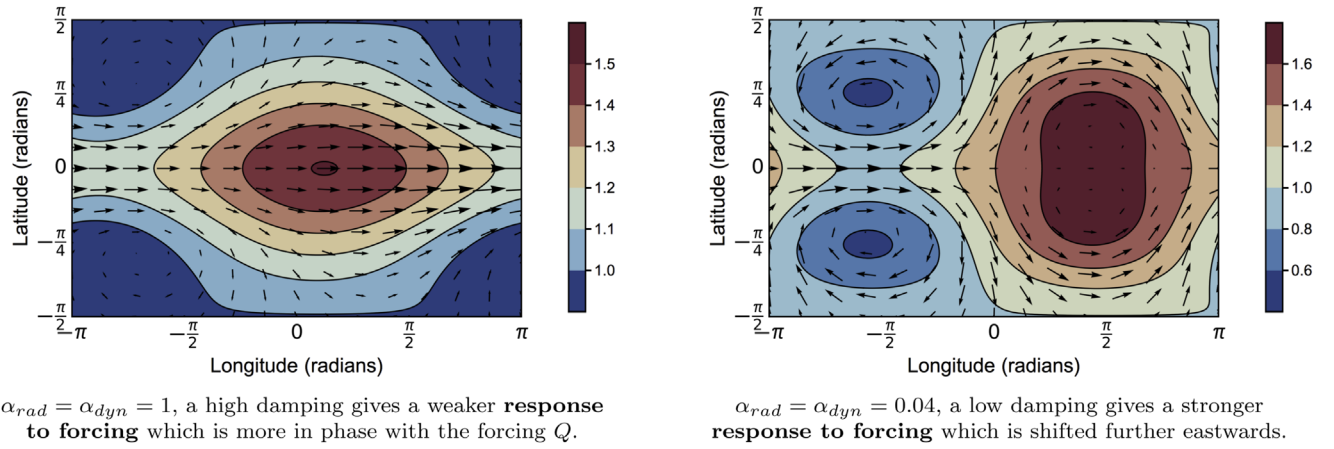 π/2
π/4
0
−π/4
−π/2
Latitude (radians)
−π −π/2 0 π/2 π
Longitude (radians)
1.5
1.4
1.3
1.2
1.1
1.0
α_rad = α_dyn = 1, a high damping gives a weaker response
to forcing which is more in phase with the forcing Q.
π/2
π/4
0
−π/4
−π/2
Latitude (radians)
−π −π/2 0 π/2 π
Longitude (radians)
1.6
1.4
1.2
1.0
0.8
0.6
α_rad = α_dyn = 0.04, a low damping gives a stronger
response to forcing which is shifted further eastwards.